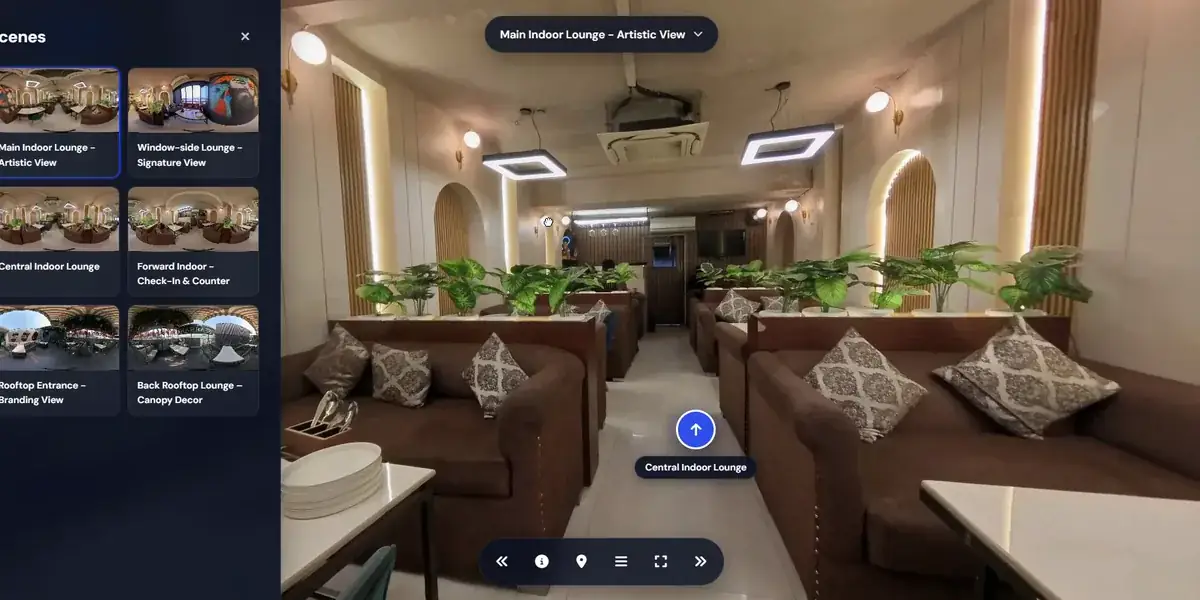 cenes
Main Indoor Lounge -
Artistic View
Window-side Lounge -
Signature View
Central Indoor Lounge
Forward Indoor -
Check-In & Counter
Rooftop Entrance -
Branding View
Back Rooftop Lounge –
Canopy Decor
Main Indoor Lounge - Artistic View
Central Indoor Lounge